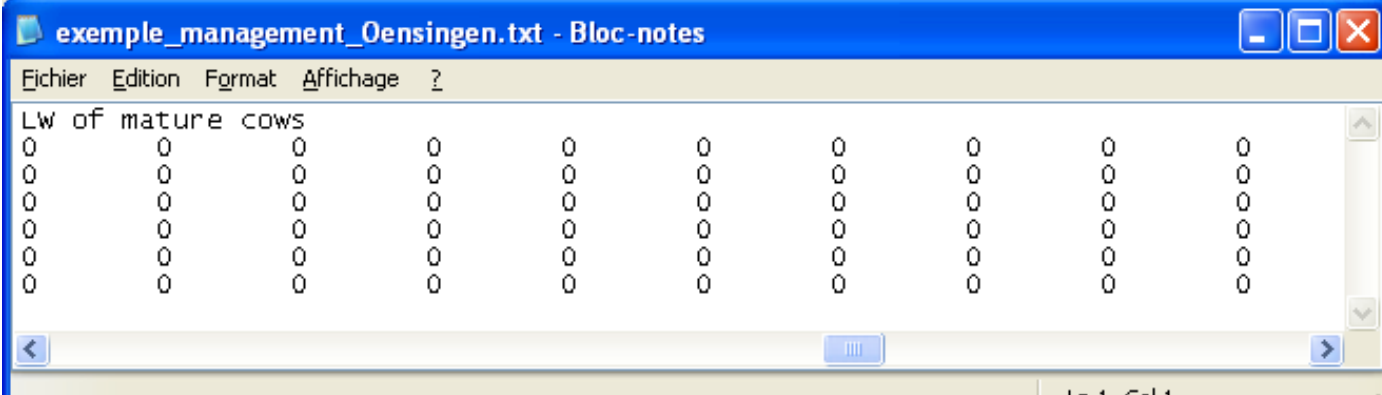 exemple_management_Oensingen.txt - Bloc-notes
Fichier Edition Format Affichage ?
LW of mature cows
0 0 0 0 0 0 0 0 0 0
0 0 0 0 0 0 0 0 0 0
0 0 0 0 0 0 0 0 0 0
0 0 0 0 0 0 0 0 0 0
0 0 0 0 0 0 0 0 0 0
0 0 0 0 0 0 0 0 0 0